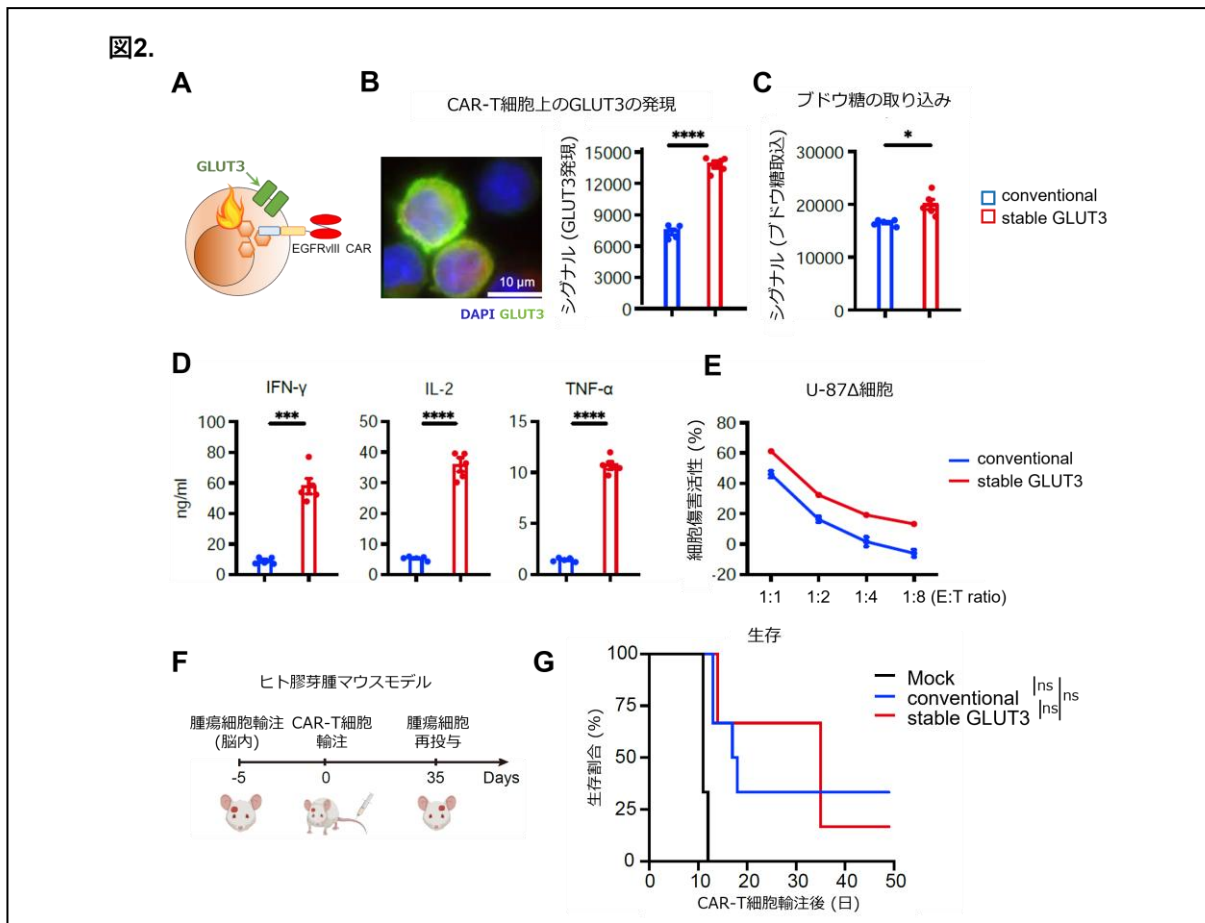 図2.
A
GLUT3
EGFRvIII CAR
B
CAR-T細胞上のGLUT3の発現
10 μm
DAPI GLUT3
シグナル (GLUT3発現)
15000
12000
9000
6000
3000
0
****
C
ブドウ糖の取り込み
シグナル (ブドウ糖取込)
30000
20000
10000
0
*
conventional
stable GLUT3
D
IFN-γ
ng/ml
100
80
60
40
20
0
***
IL-2
50
40
30
20
10
0
****
TNF-α
15
10
5
0
****
E
U-87Δ細胞
細胞傷害活性 (%)
80
60
40
20
0
-20
1:1 1:2 1:4 1:8 (E:T ratio)
conventional
stable GLUT3
F
ヒト膠芽腫マウスモデル
腫瘍細胞輸注
(脳内)
CAR-T細胞
輸注
腫瘍細胞
再投与
-5 0 35 Days
G
生存
生存割合 (%)
100
75
50
25
0
0 10 20 30 40 50
CAR-T細胞輸注後 (日)
Mock
conventional
stable GLUT3
ns
ns
ns